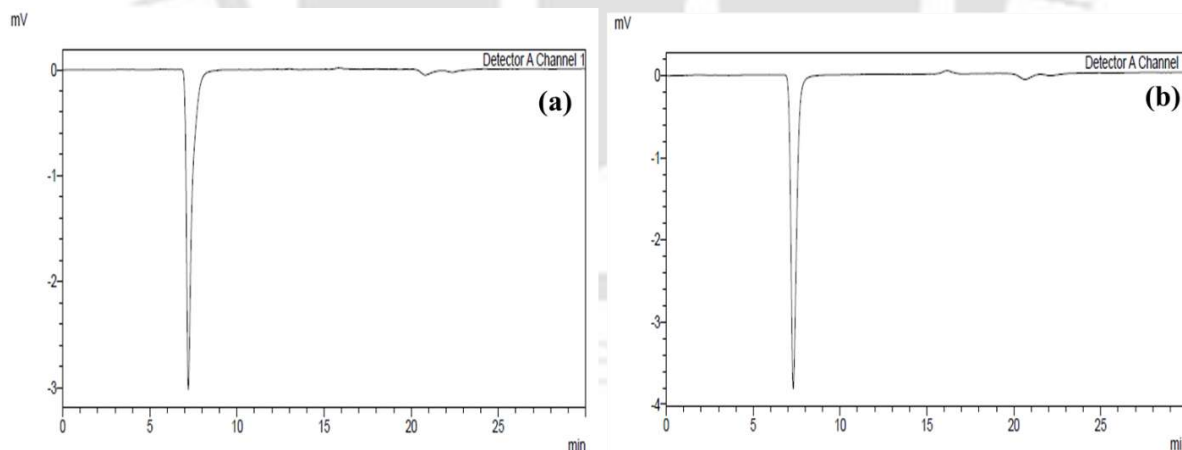 mV
Detector A Channel 1
(a)
0
-1
-2
-3
0 5 10 15 20 25
min
mV
Detector A Channel
(b)
0
-1
-2
-3
-4
0 5 10 15 20 25
mi